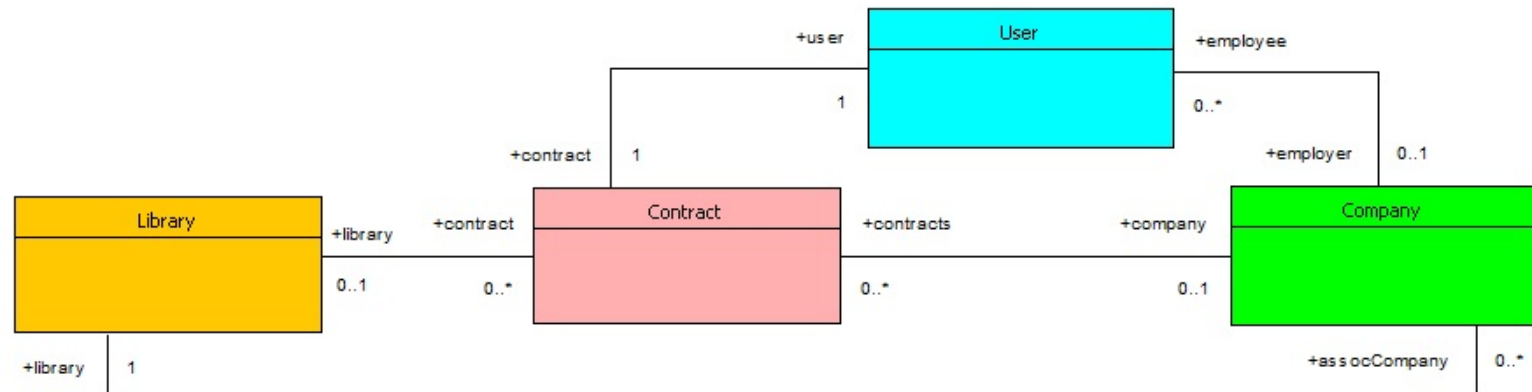 +user
User
+employee
1
0..*
+contract
1
+employer
0..1
Library
+library
+contract
Contract
+contracts
+company
Company
0..1
0..*
0..*
0..1
+library
1
+assocCompany
0..*